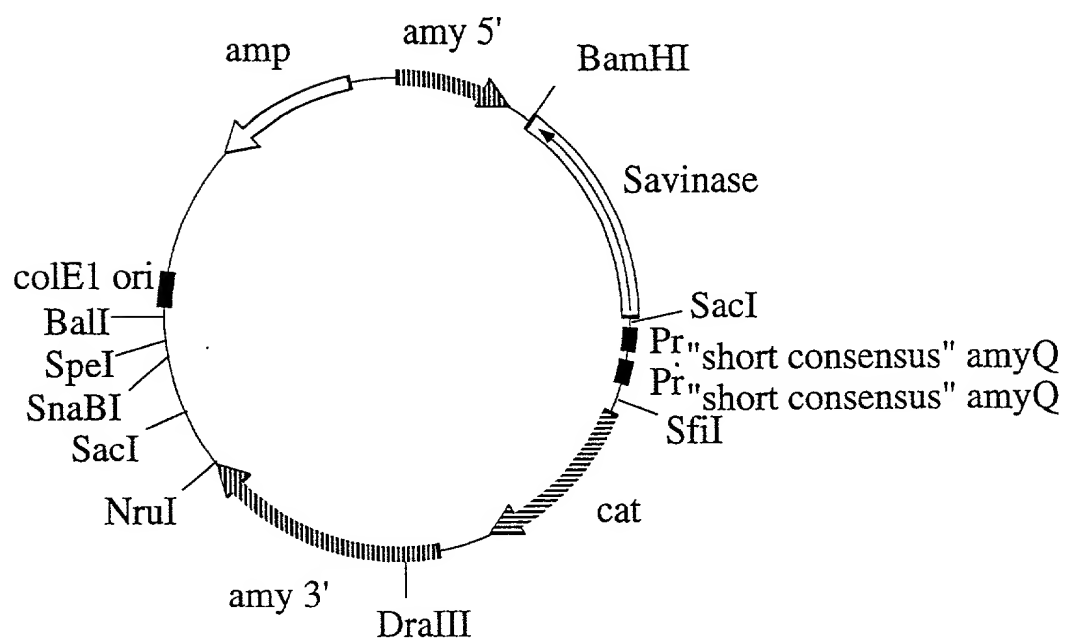 amy 5'
amp
BamHI
Savinase
colE1 ori
SacI
BalI
Pr "short consensus" amyQ
SpeI
Pr "short consensus" amyQ
SnaBI
SfiI
SacI
NruI
cat
amy 3'
DraIII